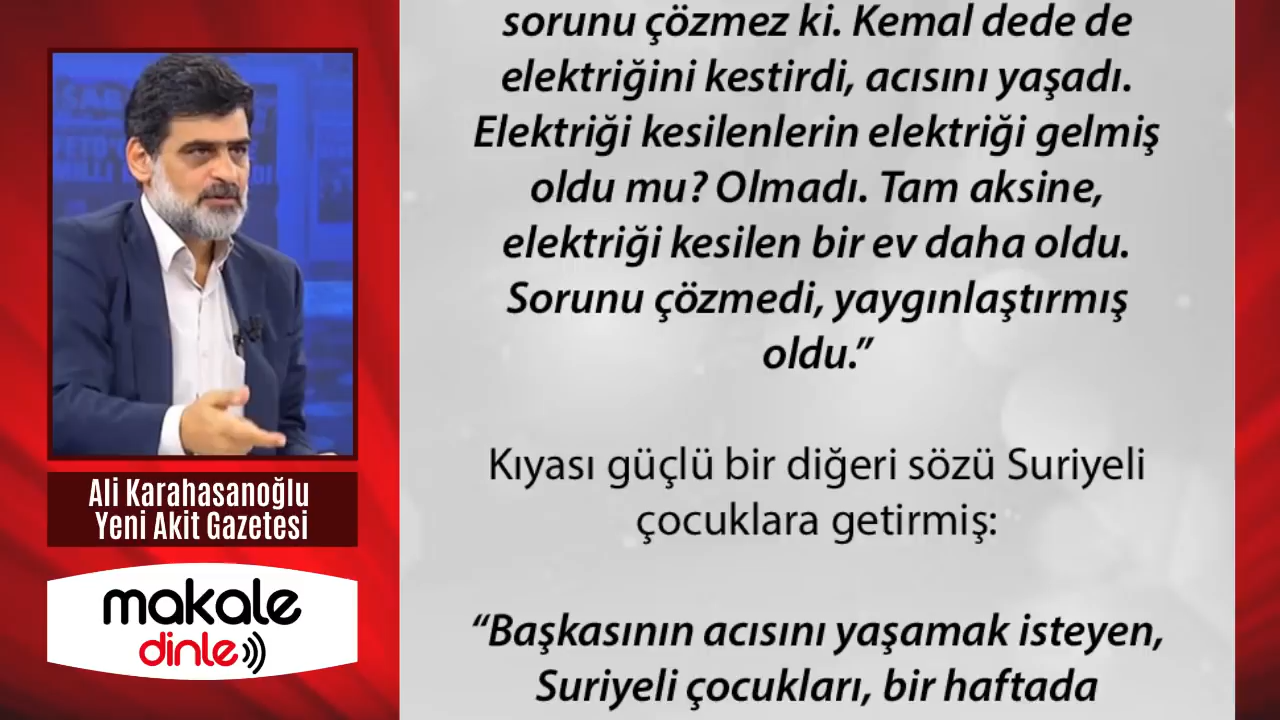 sorunu çözmez ki. Kemal dede de
elektriğini kestirdi, acısını yaşadı.
Elektriği kesilenlerin elektriği gelmiş
oldu mu? Olmadı. Tam aksine,
elektriği kesilen bir ev daha oldu.
Sorunu çözmedi, yaygınlaştırmış
oldu.”
Kıyası güçlü bir diğeri sözü Suriyeli
çocuklara getirmiş:
“Başkasının acısını yaşamak isteyen,
Suriyeli çocukları, bir haftada
Ali Karahasanoğlu
Yeni Akit Gazetesi
makale
dinle